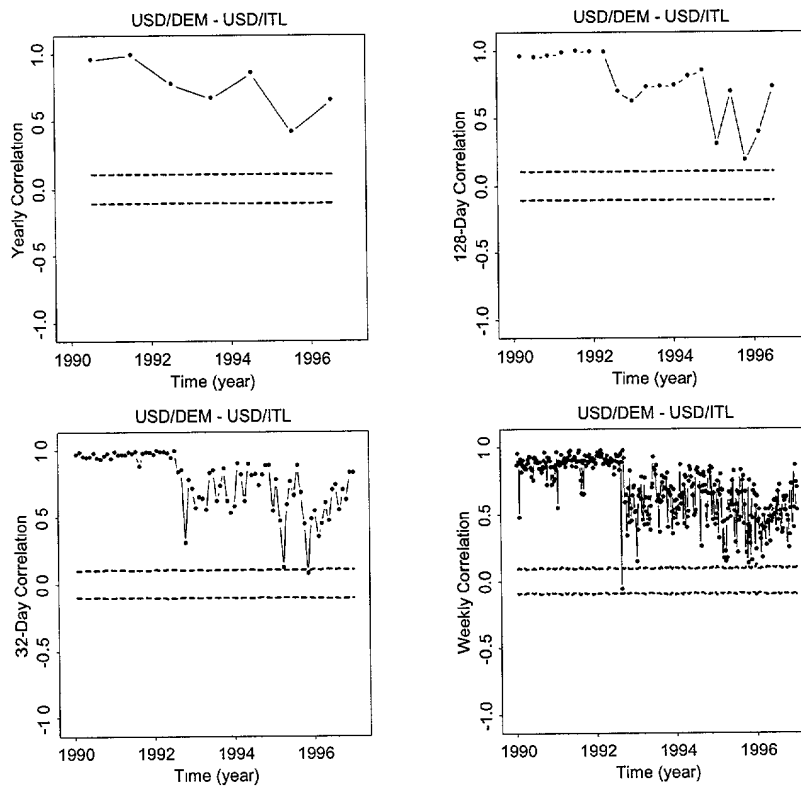 USD/DEM - USD/ITL
Yearly Correlation
1.0
0.5
0.0
-0.5
-1.0
1990 1992 1994 1996
Time (year)
USD/DEM - USD/ITL
128-Day Correlation
1.0
0.5
0.0
-0.5
-1.0
1990 1992 1994 1996
Time (year)
USD/DEM - USD/ITL
32-Day Correlation
1 0
0.5
0.0
-0.5
-1.0
1990 1992 1994 1996
Time (year)
USD/DEM - USD/ITL
Weekly Correlation
1.0
0.5
0.0
-0.5
-1.0
1990 1992 1994 1996
Time (year)